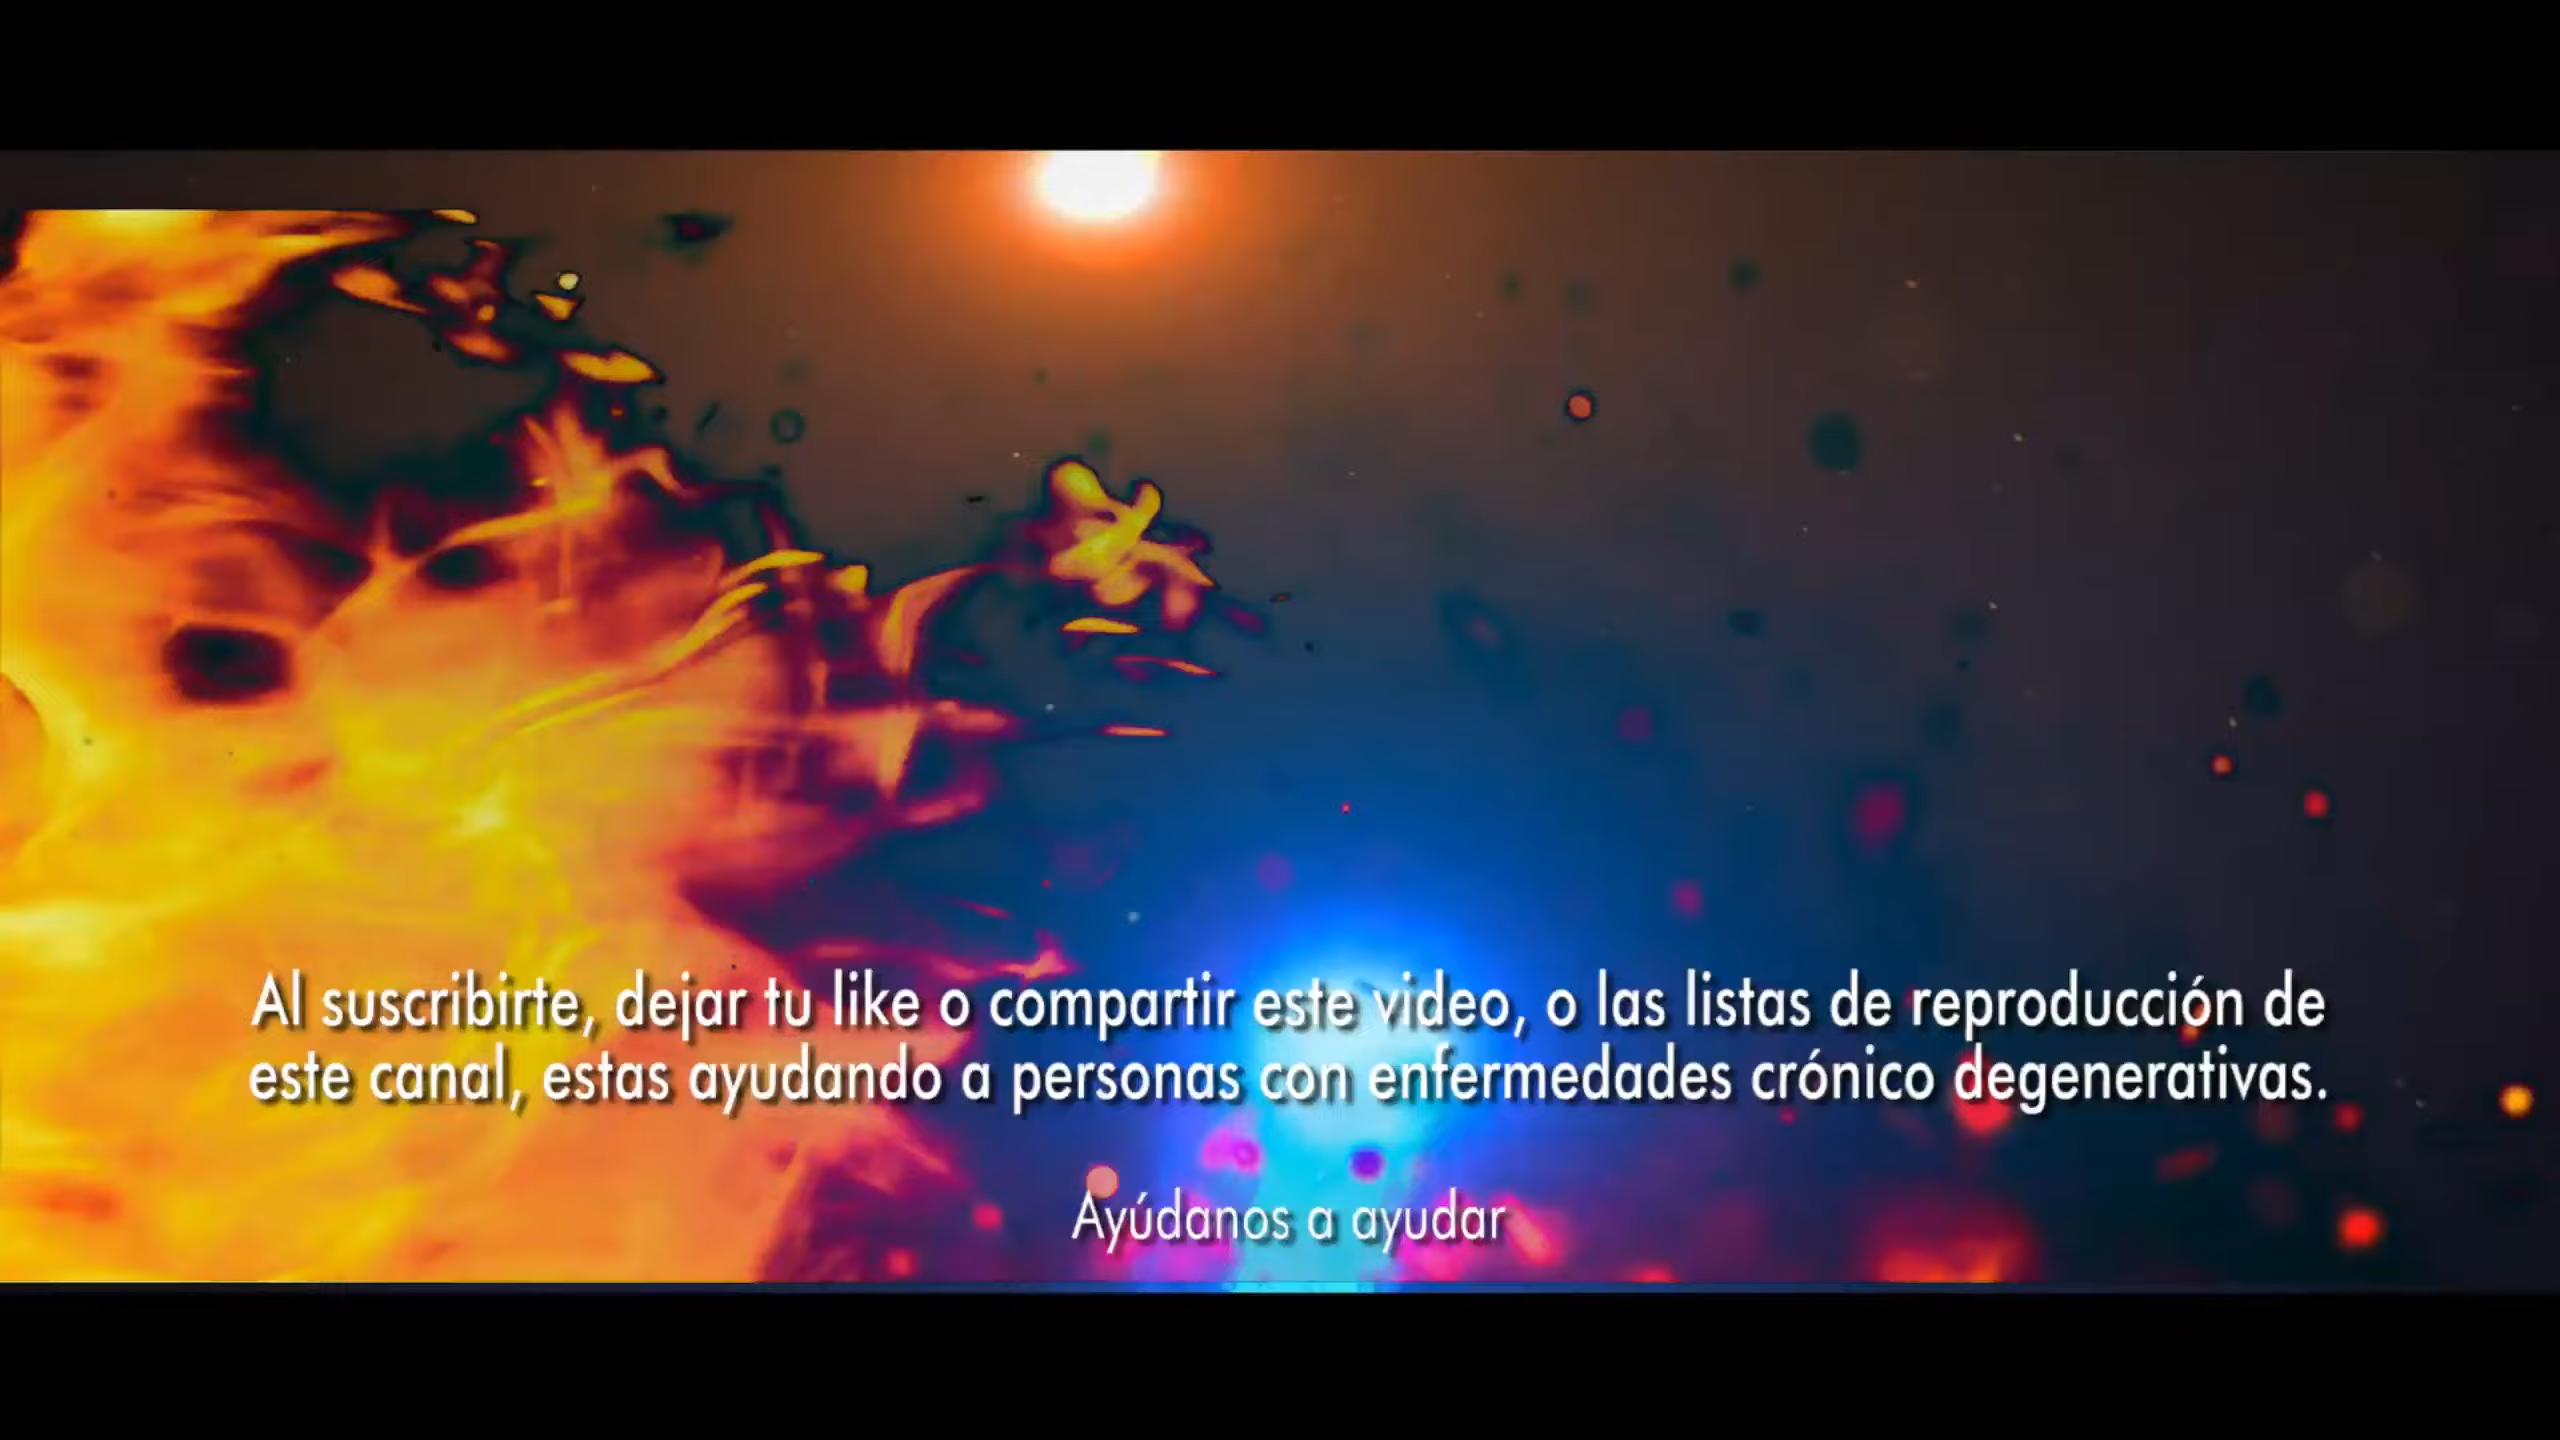 Al suscribirte, dejar tu like o compartir este video, o las listas de reproducción de
este canal, estas ayudando a personas con enfermedades crónico degenerativas.
Ayúdanos a ayudar